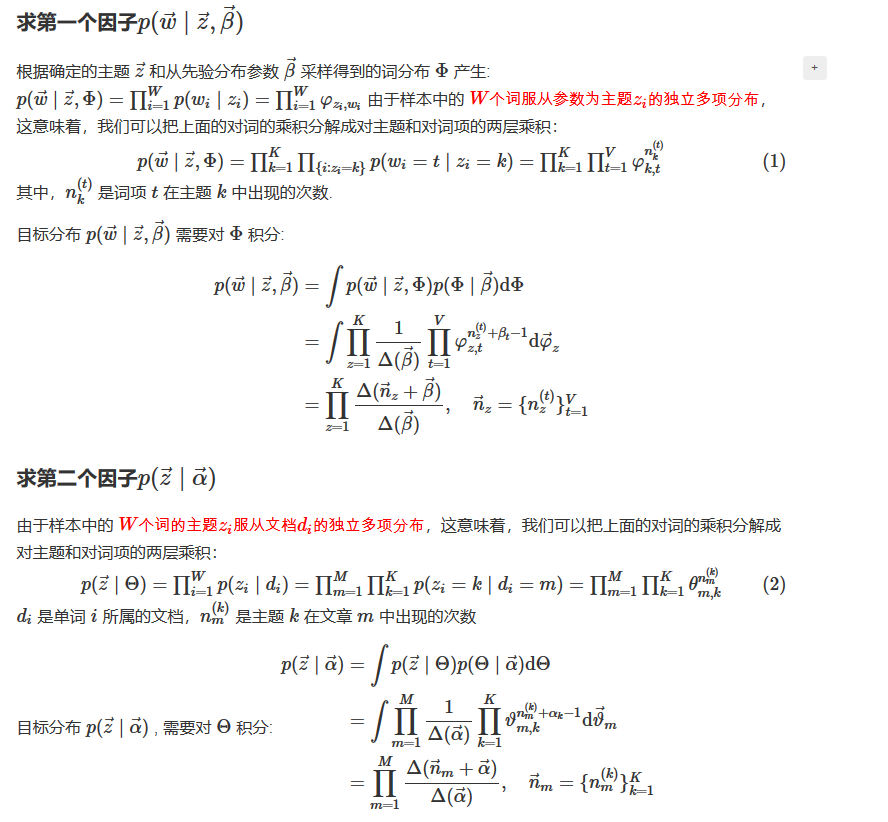 求第一个因子$p(\vec{w} \mid \vec{z}, \vec{\beta})$
+
根据确定的主题 $\vec{z}$ 和从先验分布参数 $\vec{\beta}$ 采样得到的词分布 $\Phi$ 产生:
$p(\vec{w} \mid \vec{z}, \Phi) = \prod_{i=1}^{W} p(w_i \mid z_i) = \prod_{i=1}^{W} \varphi_{z_i, w_i}$ 由于样本中的 $W$个词服从参数为主题$z_i$的独立多项分布，
这意味着，我们可以把上面的对词的乘积分解成对主题和对词项的两层乘积：
$p(\vec{w} \mid \vec{z}, \Phi) = \prod_{k=1}^{K} \prod_{\{i: z_i = k\}} p(w_i = t \mid z_i = k) = \prod_{k=1}^{K} \prod_{t=1}^{V} \varphi_{k,t}^{n_k^{(t)}}$ (1)
其中，$n_k^{(t)}$ 是词项 $t$ 在主题 $k$ 中出现的次数.
目标分布 $p(\vec{w} \mid \vec{z}, \vec{\beta})$ 需要对 $\Phi$ 积分:
$p(\vec{w} \mid \vec{z}, \vec{\beta}) = \int p(\vec{w} \mid \vec{z}, \Phi) p(\Phi \mid \vec{\beta}) \mathrm{d}\Phi$
$= \int \prod_{z=1}^{K} \frac{1}{\Delta(\vec{\beta})} \prod_{t=1}^{V} \varphi_{z,t}^{n_z^{(t)} + \beta_t - 1} \mathrm{d}\vec{\varphi}_z$
$= \prod_{z=1}^{K} \frac{\Delta(\vec{n}_z + \vec{\beta})}{\Delta(\vec{\beta})}, \quad \vec{n}_z = \{n_z^{(t)}\}_{t=1}^{V}$
求第二个因子$p(\vec{z} \mid \vec{\alpha})$
由于样本中的 $W$个词的主题$z_i$服从文档$d_i$的独立多项分布，这意味着，我们可以把上面的对词的乘积分解成
对主题和对词项的两层乘积：
$p(\vec{z} \mid \Theta) = \prod_{i=1}^{W} p(z_i \mid d_i) = \prod_{m=1}^{M} \prod_{k=1}^{K} p(z_i = k \mid d_i = m) = \prod_{m=1}^{M} \prod_{k=1}^{K} \theta_{m,k}^{n_m^{(k)}}$ (2)
$d_i$ 是单词 $i$ 所属的文档，$n_m^{(k)}$ 是主题 $k$ 在文章 $m$ 中出现的次数
$p(\vec{z} \mid \vec{\alpha}) = \int p(\vec{z} \mid \Theta) p(\Theta \mid \vec{\alpha}) \mathrm{d}\Theta$
目标分布 $p(\vec{z} \mid \vec{\alpha})$ , 需要对 $\Theta$ 积分: $= \int \prod_{m=1}^{M} \frac{1}{\Delta(\vec{\alpha})} \prod_{k=1}^{K} \vartheta_{m,k}^{n_m^{(k)} + \alpha_k - 1} \mathrm{d}\vec{\vartheta}_m$
$= \prod_{m=1}^{M} \frac{\Delta(\vec{n}_m + \vec{\alpha})}{\Delta(\vec{\alpha})}, \quad \vec{n}_m = \{n_m^{(k)}\}_{k=1}^{K}$